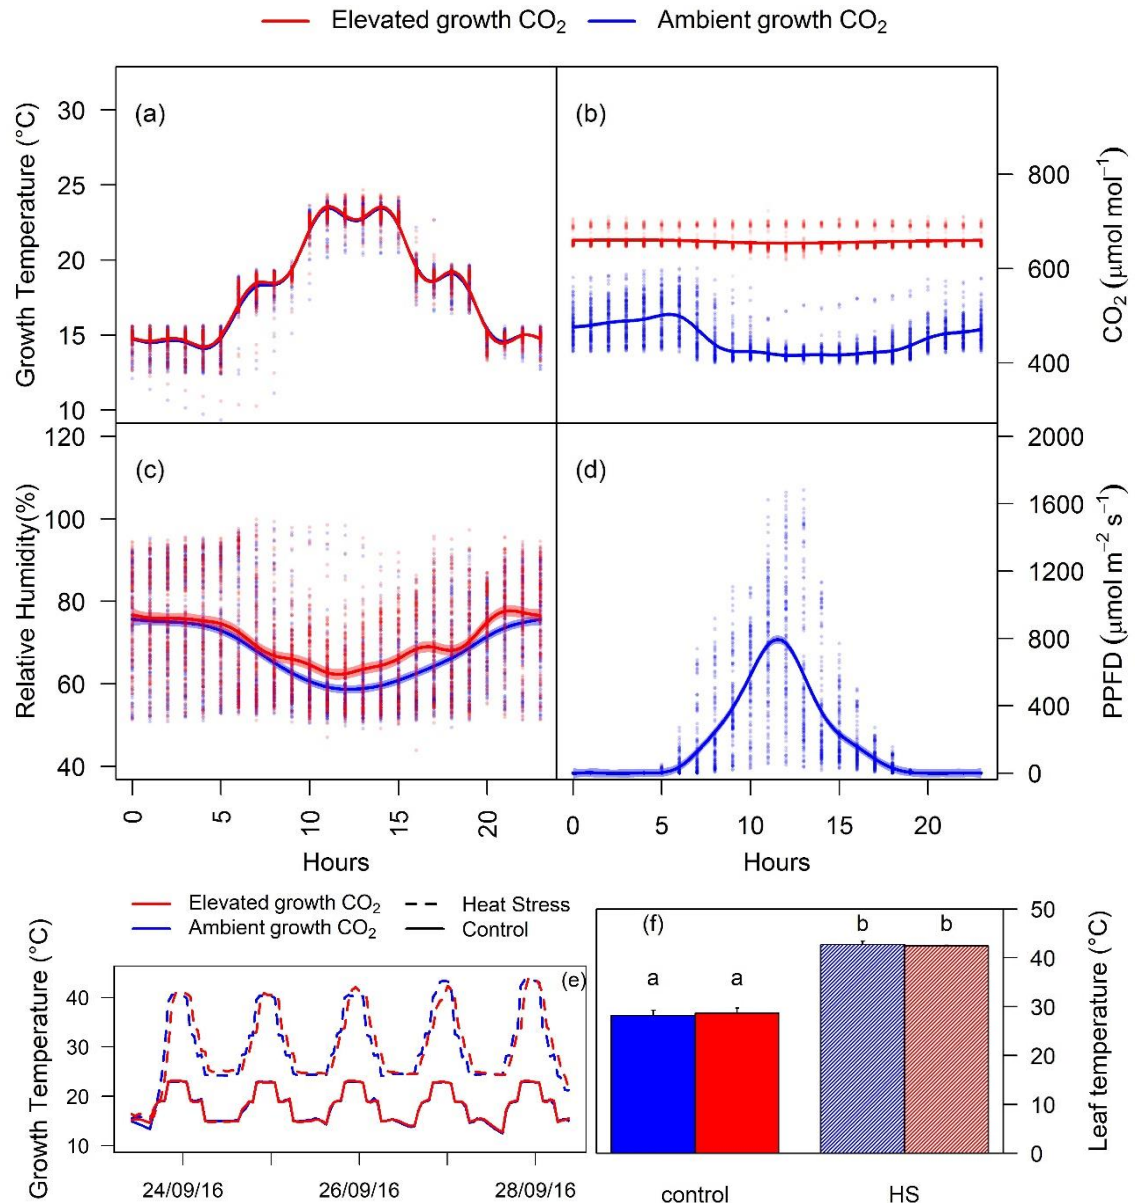 Elevated growth CO₂ Ambient growth CO₂
(a)
(b)
Growth Temperature (°C)
30
25
20
15
10
800
600
400
CO₂ (μmol mol⁻¹)
(c)
(d)
Relative Humidity(%)
120
100
80
60
40
2000
1600
1200
800
400
0
PPFD (μmol m⁻² s⁻¹)
0 5 10 15 20
0 5 10 15 20
Hours
Hours
Elevated growth CO₂ Heat Stress
Ambient growth CO₂ Control
(e)
Growth Temperature (°C)
40
30
20
10
24/09/16 26/09/16 28/09/16
(f)
a a b b
50
40
30
20
10
0
Leaf temperature (°C)
control HS